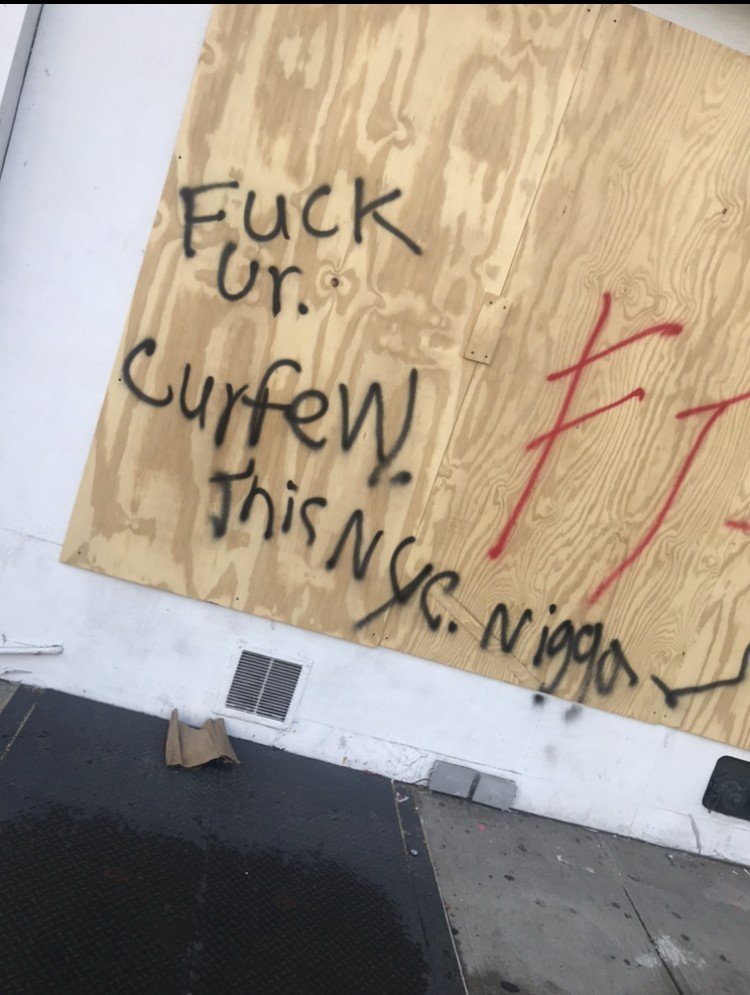 Fuck
Ur.
Curfew.
This NYC. Nigga